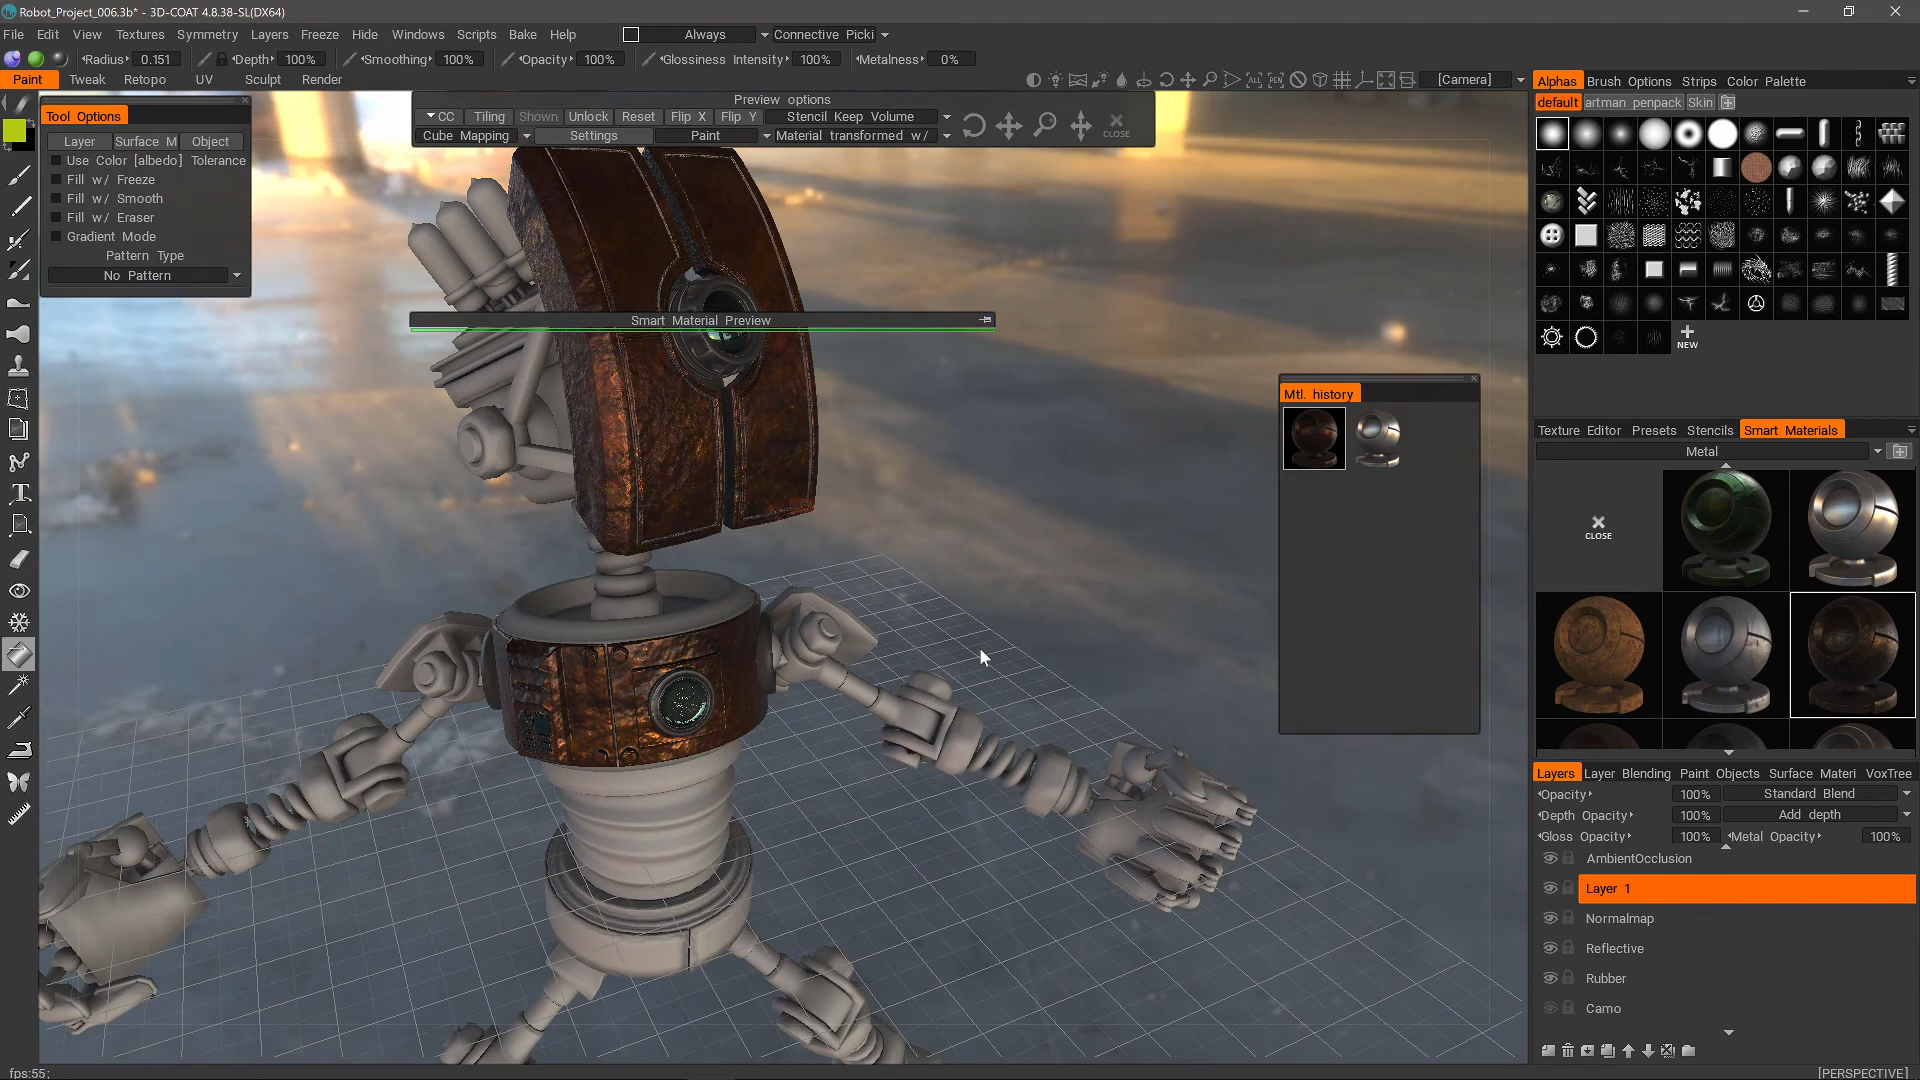 Robot_Project_006.3b* - 3D-COAT 4.8.38-SL(DX64)
File Edit View Textures Symmetry Layers Freeze Hide Windows Scripts Bake Help Always Connective Picki
Radius 0.151 Depth 100% Smoothing 100% Opacity 100% Glossiness Intensity 100% Metalness 0%
Paint Tweak Retopo UV Sculpt Render
ALL PEN
[Camera]
Tool Options
Layer Surface M Object
Use Color [albedo] Tolerance
Fill w/ Freeze
Fill w/ Smooth
Fill w/ Eraser
Gradient Mode
Pattern Type
No Pattern
Preview options
CC Tiling Shown Unlock Reset Flip X Flip Y Stencil Keep Volume
Cube Mapping Settings Paint Material transformed w/
CLOSE
Smart Material Preview
Mtl. history
Alphas Brush Options Strips Color Palette
default artman penpack Skin
NEW
Texture Editor Presets Stencils Smart Materials
Metal
CLOSE
Layers Layer Blending Paint Objects Surface Materi VoxTree
Opacity 100% Standard Blend
Depth Opacity 100% Add depth
Gloss Opacity 100% Metal Opacity 100%
AmbientOcclusion
Layer 1
Normalmap
Reflective
Rubber
Camo
fps:55;
[PERSPECTIVE]